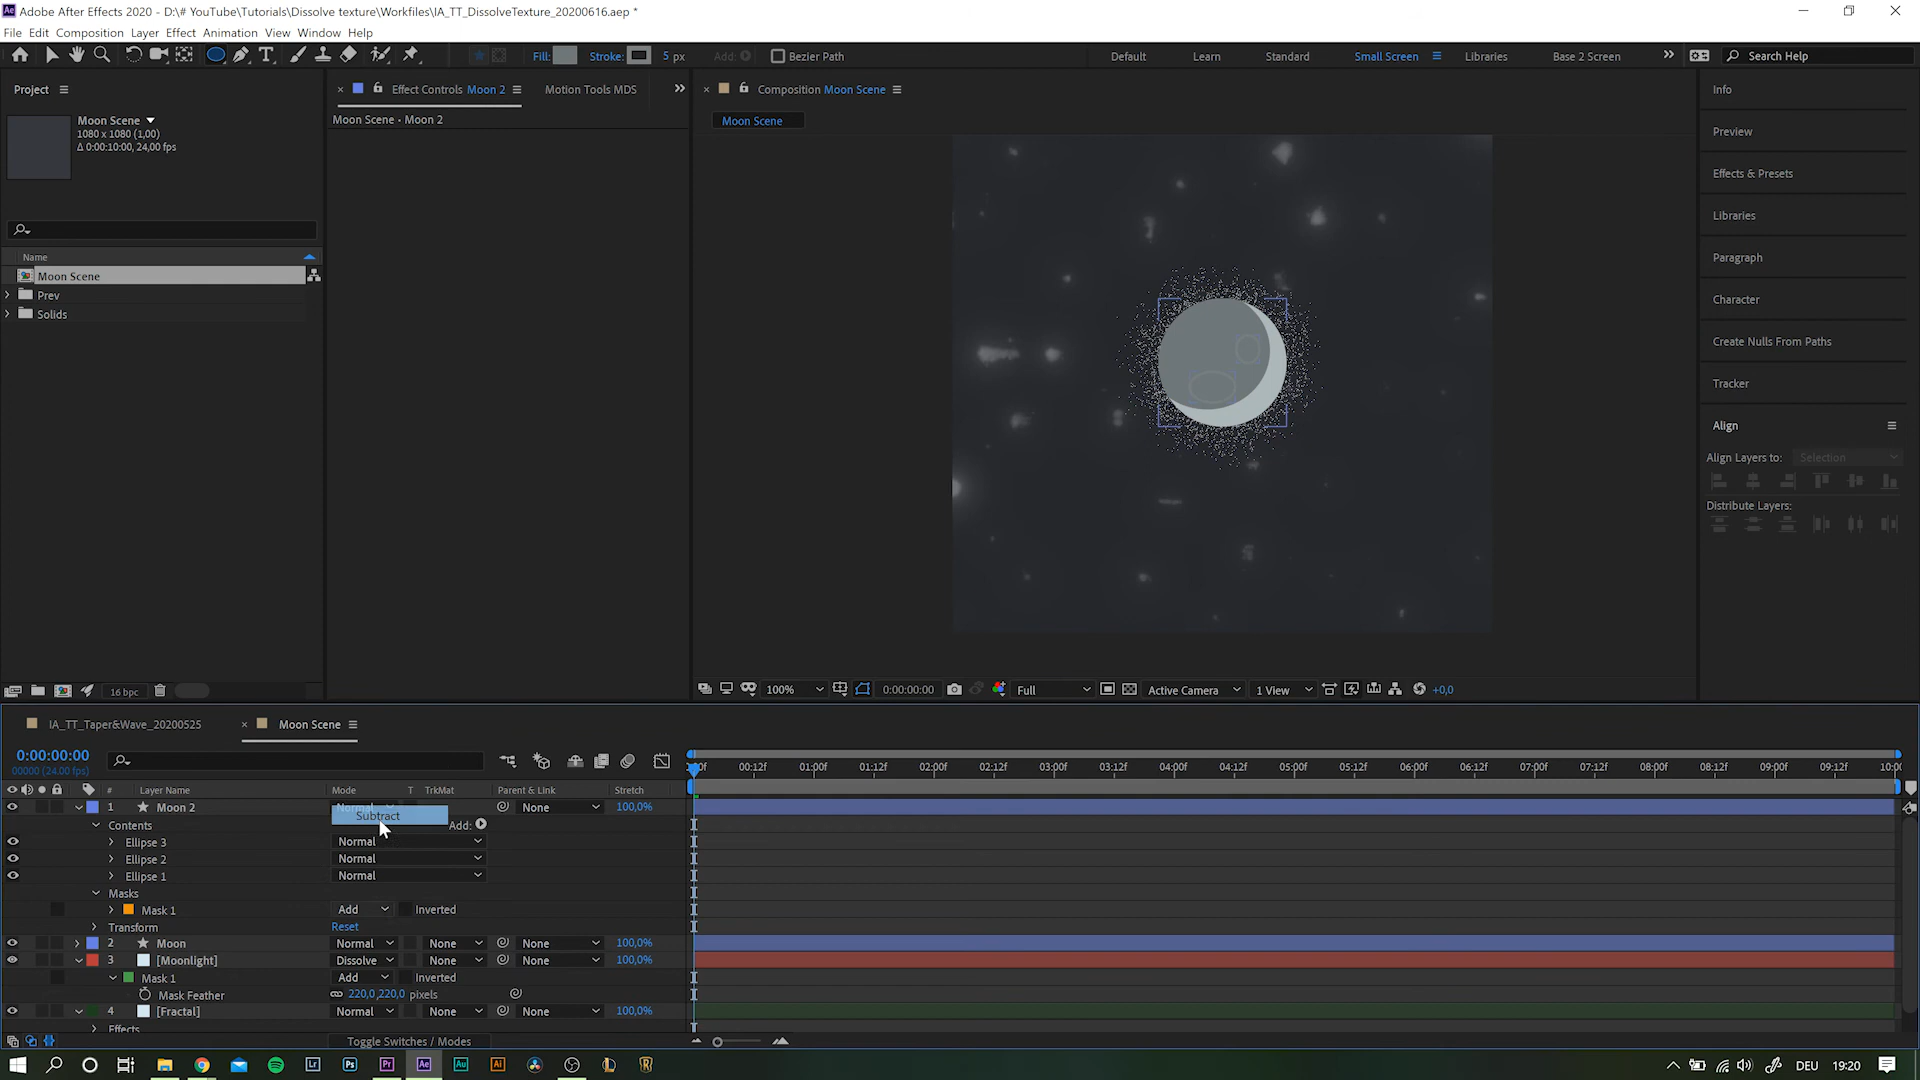 Adobe After Effects 2020 - D:\# YouTube\Tutorials\Dissolve texture\Workfiles\IA_TT_DissolveTexture_20200616.aep *
File Edit Composition Layer Effect Animation View Window Help
Fill: Stroke: 5 px Add: Bezier Path Default Learn Standard Small Screen Libraries Base 2 Screen Search Help
Project
Effect Controls Moon 2
Motion Tools MDS
Composition Moon Scene
Info
Moon Scene
1080 x 1080 (1,00)
Δ 0:00:10:00, 24,00 fps
Moon Scene • Moon 2
Moon Scene
Preview
Effects & Presets
Libraries
Paragraph
Character
Create Nulls From Paths
Tracker
Align
Align Layers to: Selection
Distribute Layers:
Name
Moon Scene
Prev
Solids
16 bpc
100% 0:00:00:00 Full Active Camera 1 View +0,0
IA_TT_Taper&Wave_20200525
Moon Scene
0:00:00:00
00000 (24.00 fps)
00f 00:12f 01:00f 01:12f 02:00f 02:12f 03:00f 03:12f 04:00f 04:12f 05:00f 05:12f 06:00f 06:12f 07:00f 07:12f 08:00f 08:12f 09:00f 09:12f 10:00
# Layer Name Mode T TrkMat Parent & Link Stretch
1 Moon 2 Normal None 100,0%
Subtract
Contents Add:
Ellipse 3 Normal
Ellipse 2 Normal
Ellipse 1 Normal
Masks
Mask 1 Add Inverted
Transform Reset
2 Moon Normal None None 100,0%
3 [Moonlight] Dissolve None None 100,0%
Mask 1 Add Inverted
Mask Feather 220,0,220,0 pixels
4 [Fractal] Normal None None 100,0%
Effects
Toggle Switches / Modes
Lr Ps Pr Ae Au Ai
DEU 19:20